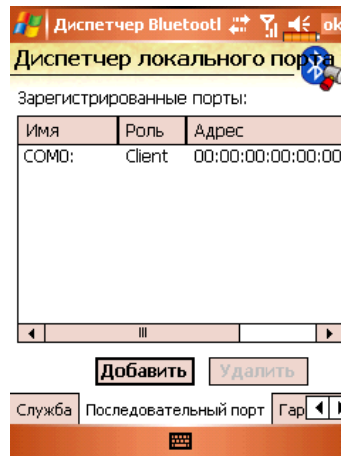 Диспетчер Bluetootl ok
Диспетчер локального порта
Зарегистрированные порты:
Имя Роль Адрес
COM0: Client 00:00:00:00:00:00
Добавить Удалить
Служба Последовательный порт Гар